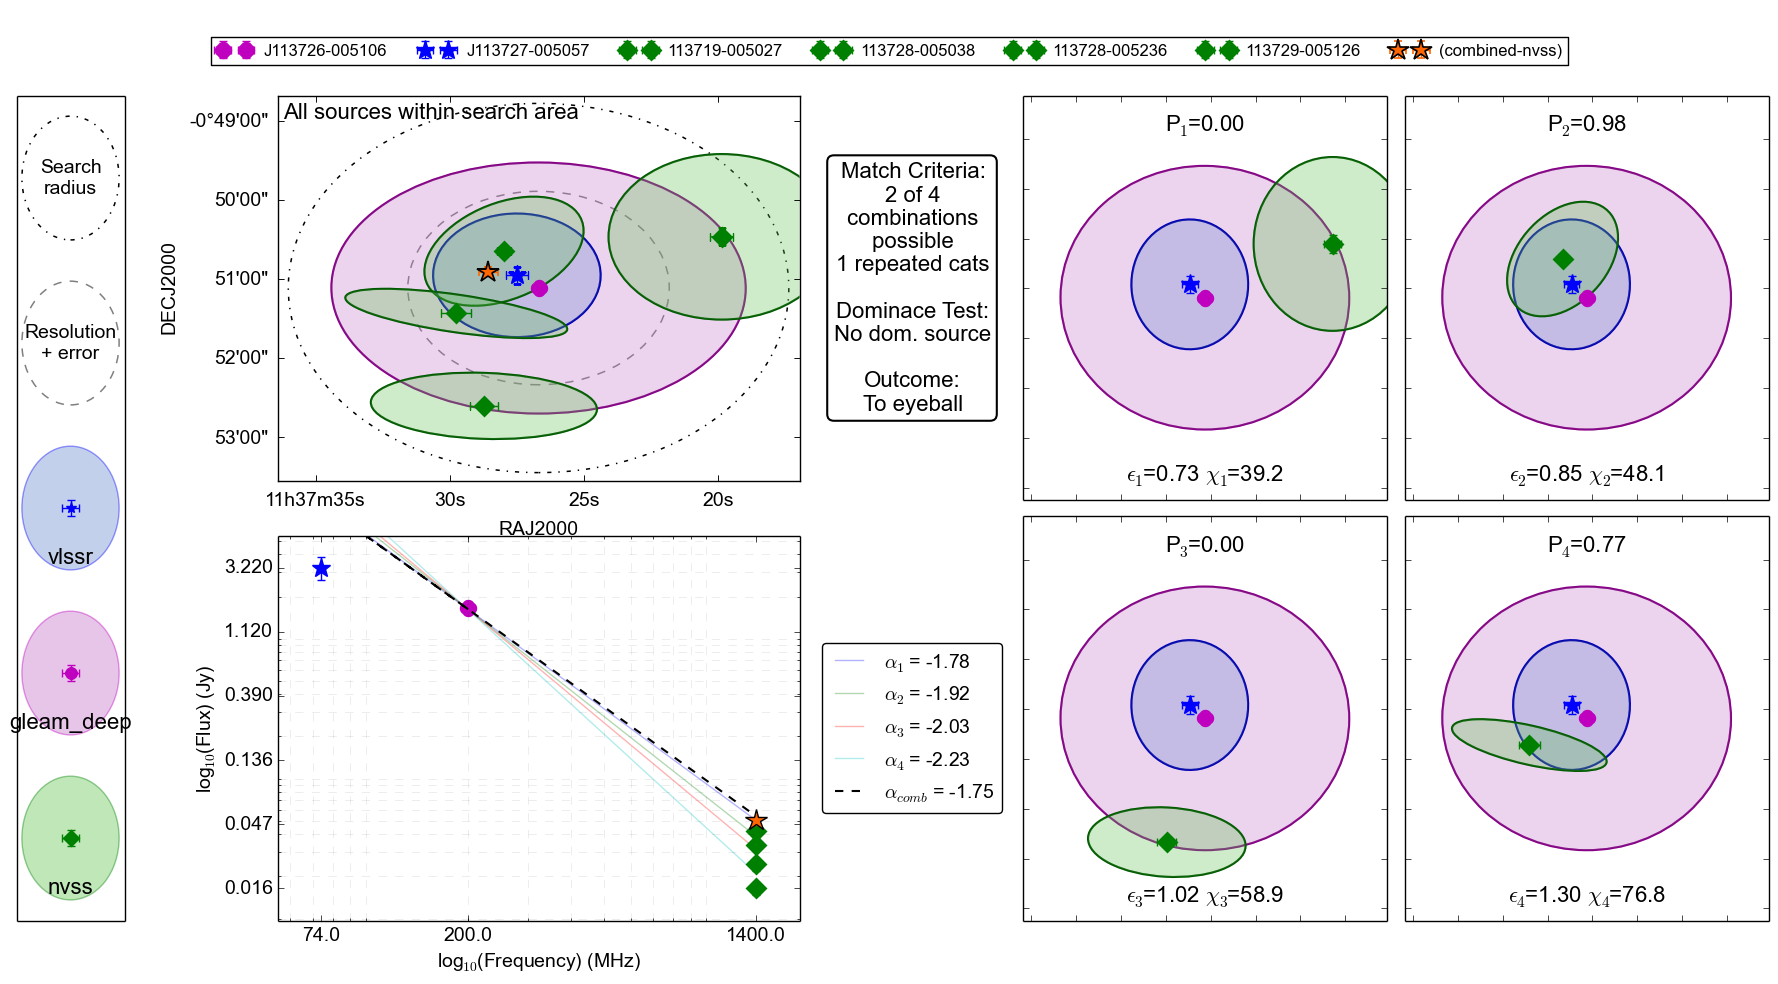 J113726-005106 J113727-005057 113719-005027 113728-005038 113728-005236 113729-005126 (combined-nvss)
Search
radius
Resolution
+ error
vlssr
gleam_deep
nvss
All sources within search area
DECJ2000
-0°49'00"
50'00"
51'00"
52'00"
53'00"
11h37m35s 30s 25s 20s
RAJ2000
Match Criteria:
2 of 4
combinations
possible
1 repeated cats
Dominace Test:
No dom. source
Outcome:
To eyeball
P₁=0.00
ϵ₁=0.73 χ₁=39.2
P₂=0.98
ϵ₂=0.85 χ₂=48.1
P₃=0.00
ϵ₃=1.02 χ₃=58.9
P₄=0.77
ϵ₄=1.30 χ₄=76.8
log₁₀(Flux) (Jy)
3.220
1.120
0.390
0.136
0.047
0.016
74.0 200.0 1400.0
log₁₀(Frequency) (MHz)
α₁ = -1.78
α₂ = -1.92
α₃ = -2.03
α₄ = -2.23
α_comb = -1.75